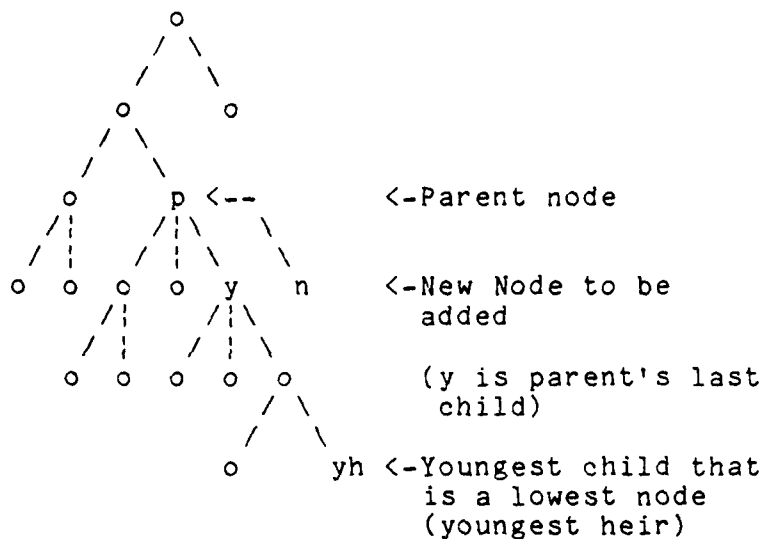 o
o o
o p <-- <-Parent node
o o o o y n <-New Node to be
added
o o o o o (y is parent's last
child)
o yh <-Youngest child that
is a lowest node
(youngest heir)